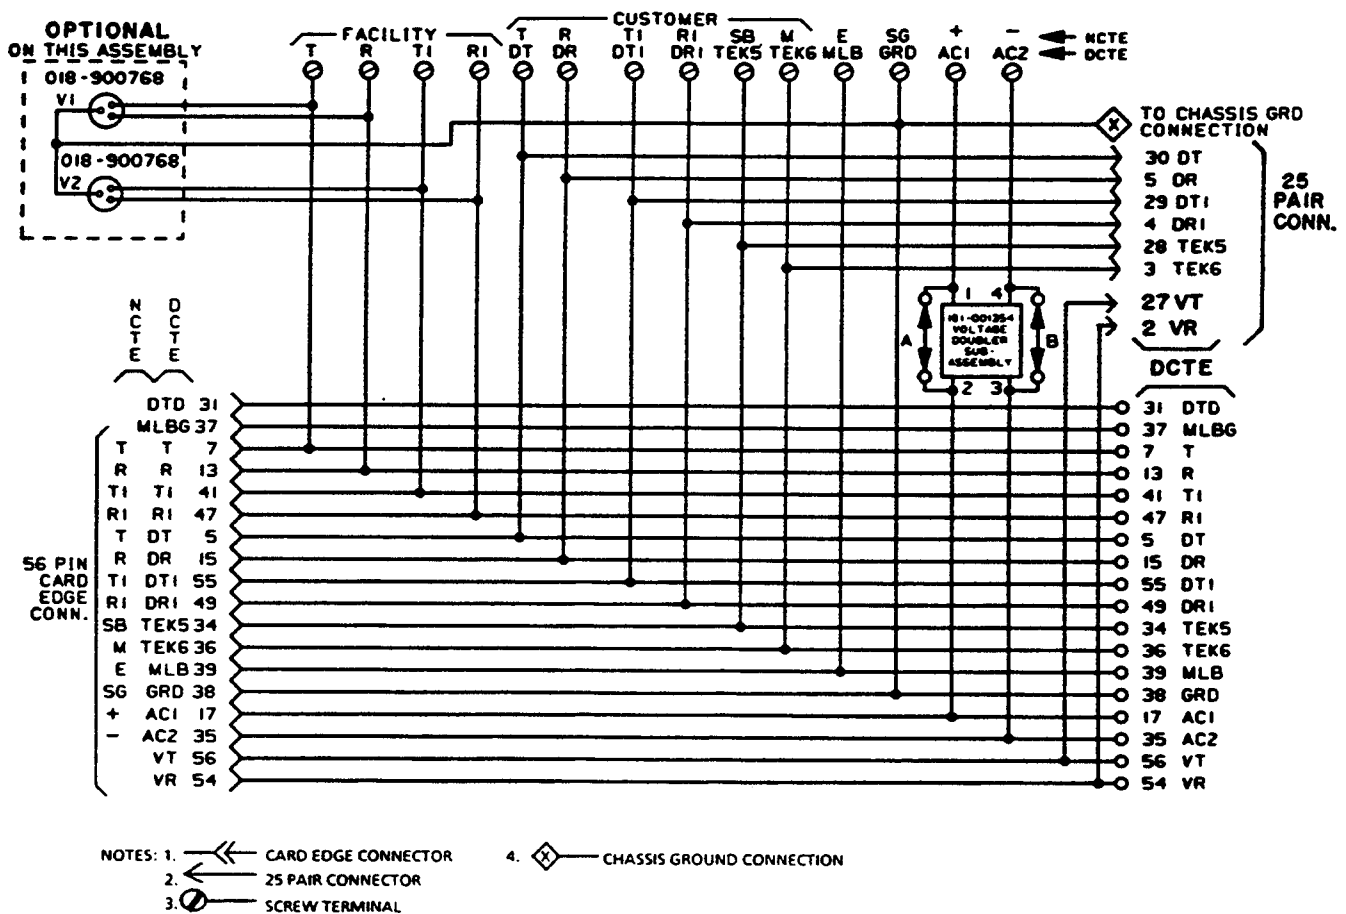 OPTIONAL
ON THIS ASSEMBLY
018-900768
V1
018-900768
V2
FACILITY
T R T1 R1
CUSTOMER
T R T1 R1 SB M E SG + - NCTE
DT DR DT1 DR1 TEK5 TEK6 MLB GRD AC1 AC2 DCTE
X TO CHASSIS GRD
CONNECTION
30 DT
5 DR
29 DT1
4 DR1
28 TEK5
3 TEK6
27 VT
2 VR
25
PAIR
CONN.
DCTE
1 4
181-001254
VOLTAGE
DOUBLER
SUB-
ASSEMBLY
A B
2 3
NCTE DCTE
DTD 31
MLBG 37
T T 7
R R 13
T1 T1 41
R1 R1 47
T DT 5
R DR 15
T1 DT1 55
R1 DR1 49
SB TEK5 34
M TEK6 36
E MLB 39
SG GRD 38
+ AC1 17
- AC2 35
VT 56
VR 54
56 PIN
CARD
EDGE
CONN.
31 DTD
37 MLBG
7 T
13 R
41 T1
47 R1
5 DT
15 DR
55 DT1
49 DR1
34 TEK5
36 TEK6
39 MLB
38 GRD
17 AC1
35 AC2
56 VT
54 VR
NOTES: 1. CARD EDGE CONNECTOR
2. 25 PAIR CONNECTOR
3. SCREW TERMINAL
4. X CHASSIS GROUND CONNECTION